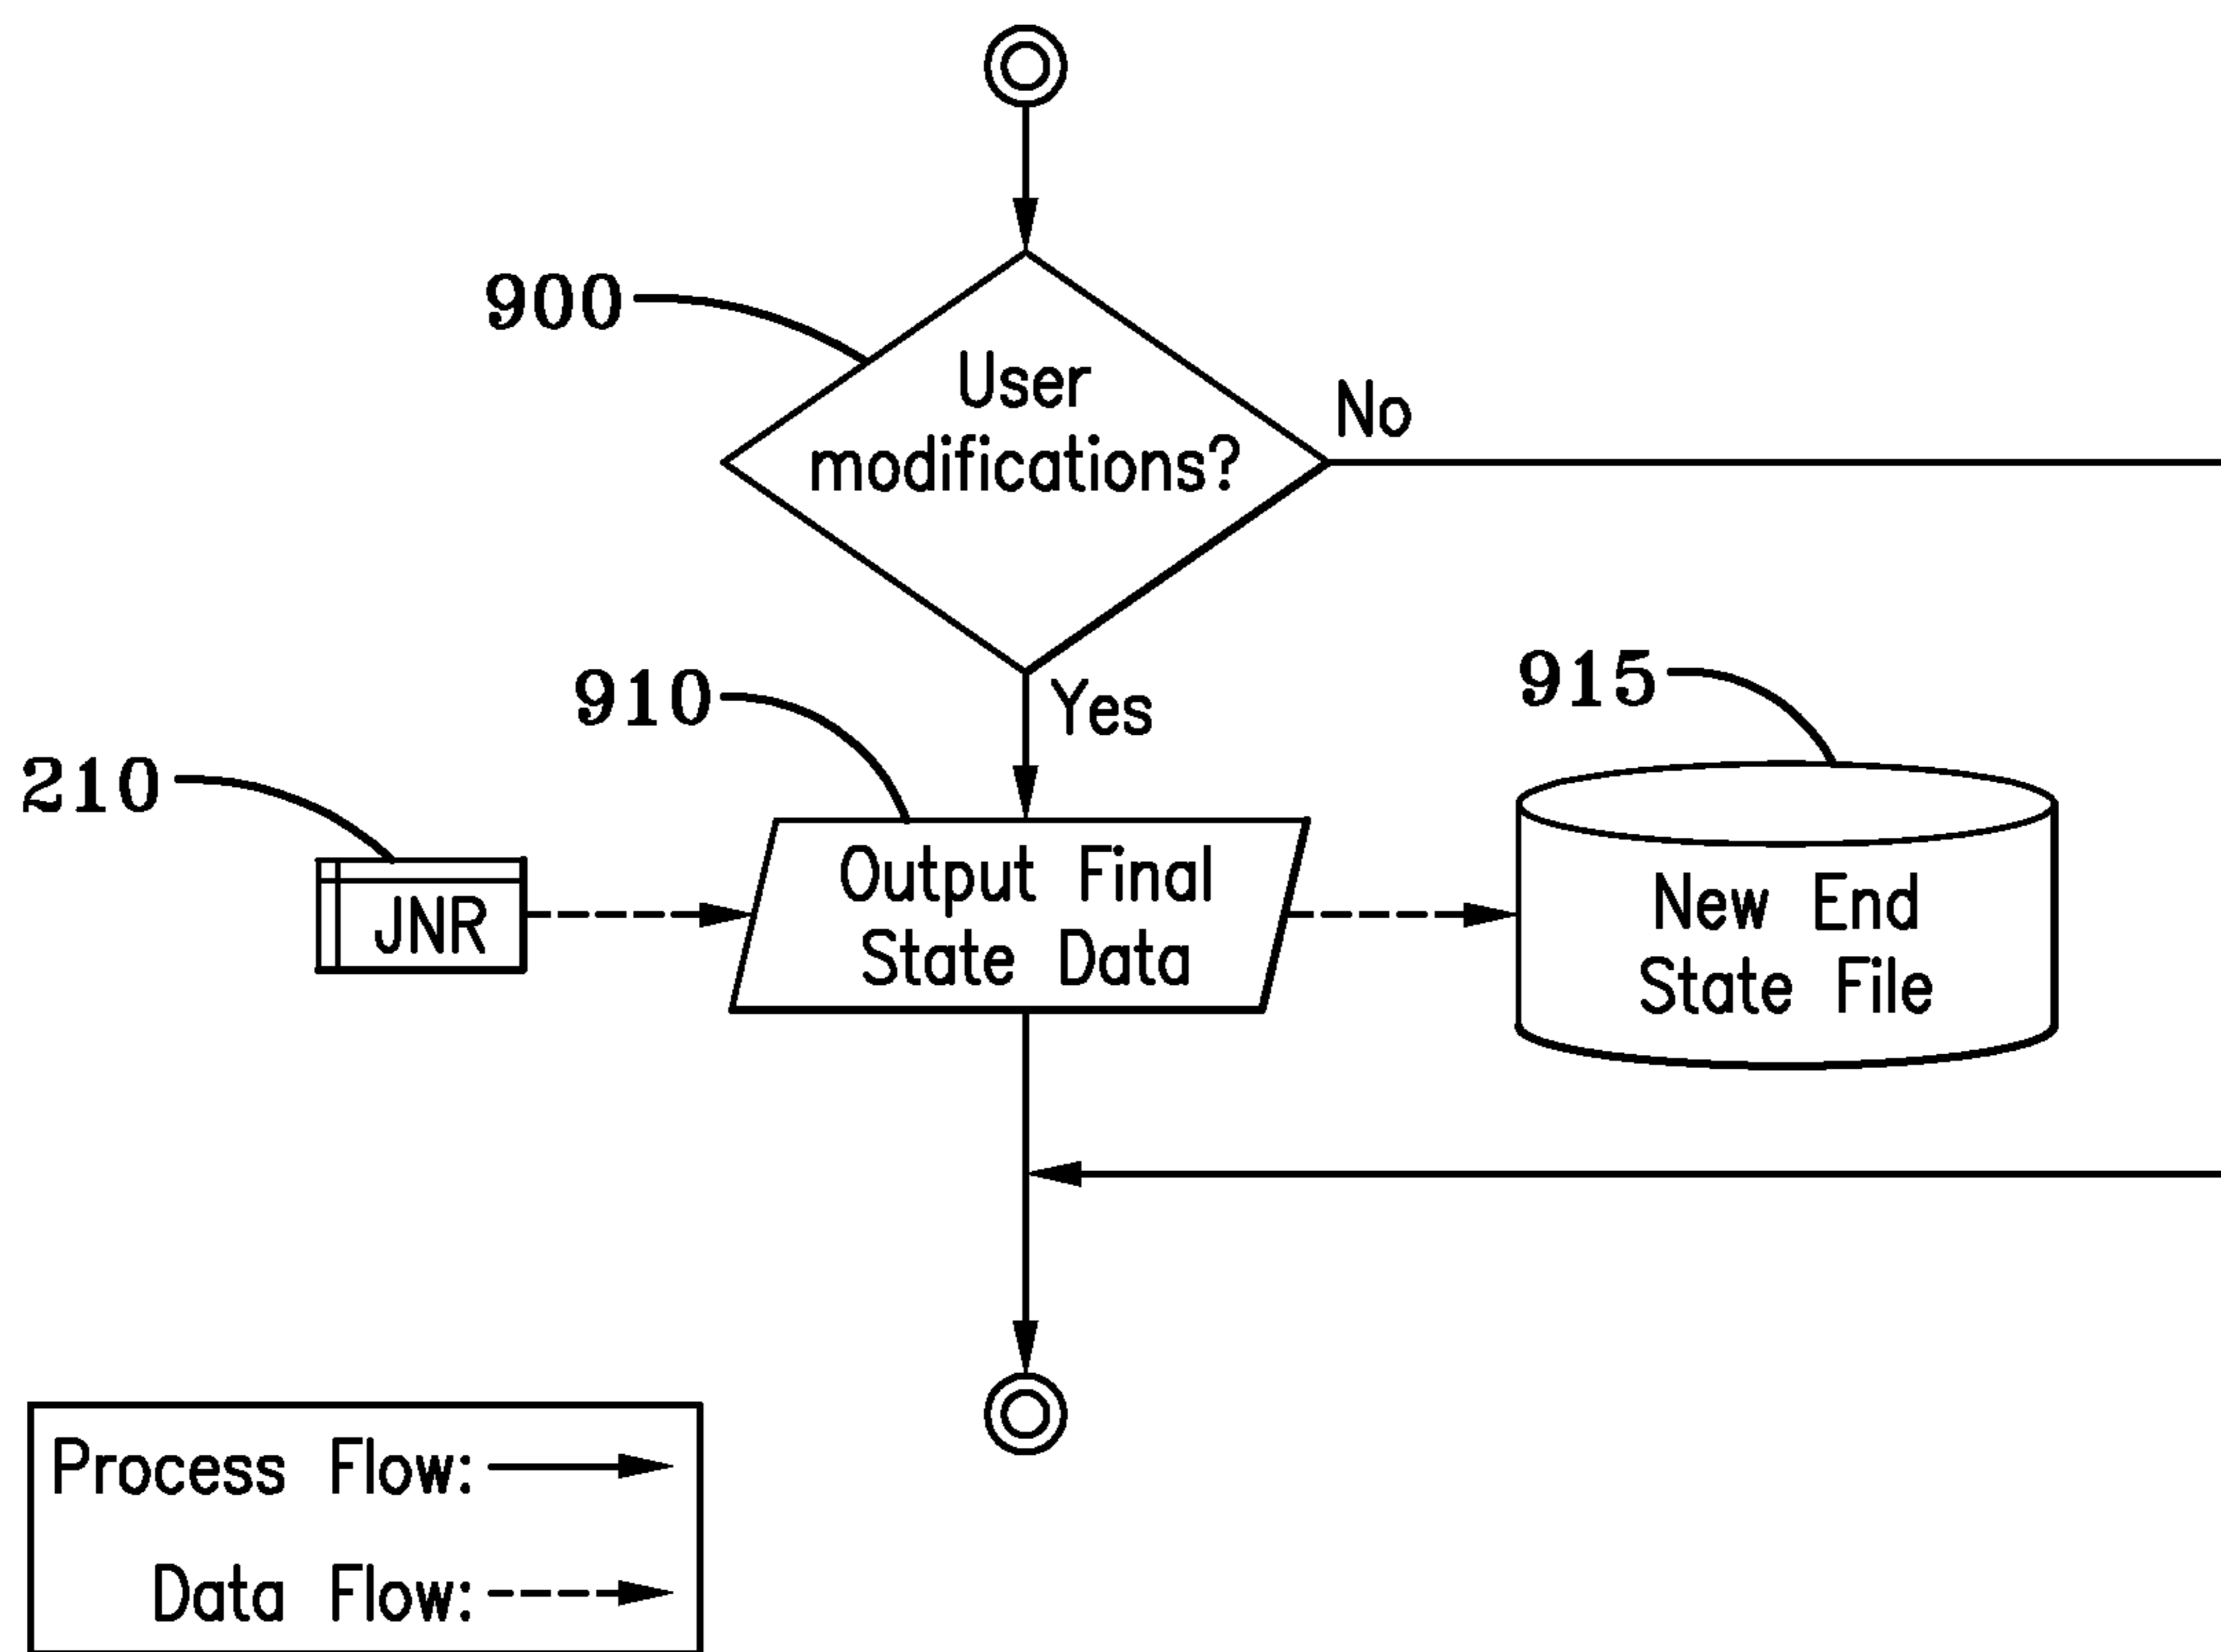 900
User
modifications?
No
Yes
910
915
210
JNR
Output Final
State Data
New End
State File
Process Flow:
Data Flow: